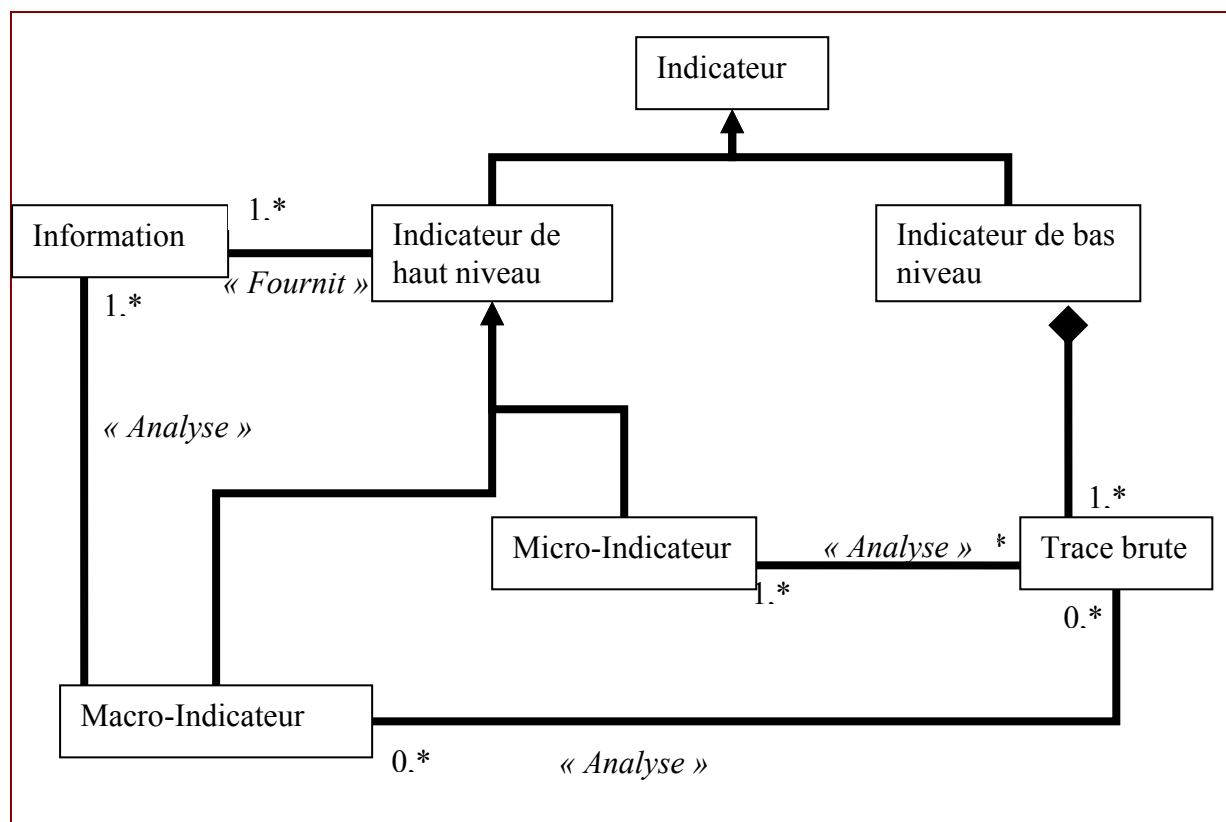 Indicateur
1.*
Information
Indicateur de
haut niveau
Indicateur de bas
niveau
« Fournit »
1.*
« Analyse »
1.*
Micro-Indicateur
« Analyse »
*
Trace brute
1.*
0.*
Macro-Indicateur
0.*
« Analyse »